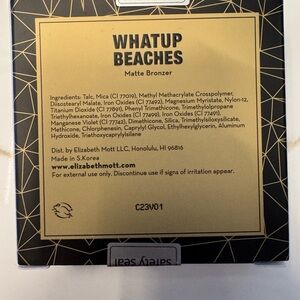 WHATUP
BEACHES
Matte Bronzer
Ingredients: Talc, Mica (CI 77019), Methyl Methacrylate Crosspolymer,
Diisostearyl Malate, Iron Oxides (CI 77492), Magnesium Myristate, Nylon-12,
Titanium Dioxide (CI 77891), Phenyl Trimethicone, Trimethylolpropane
Triethylhexanoate, Iron Oxides (CI 77499), Iron Oxides (CI 77491),
Manganese Violet (CI 77742), Dimethicone, Silica, Trimethylsiloxysilicate,
Methicone, Chlorphenesin, Caprylyl Glycol, Ethylhexylglycerin, Aluminum
Hydroxide, Triethoxycaprylylsilane
Dist. by Elizabeth Mott LLC, Honolulu, HI 96816
Made in S.Korea
www.elizabethmott.com
For external use only. Discontinue use if signs of irritation appear.
C23V01
safety seal